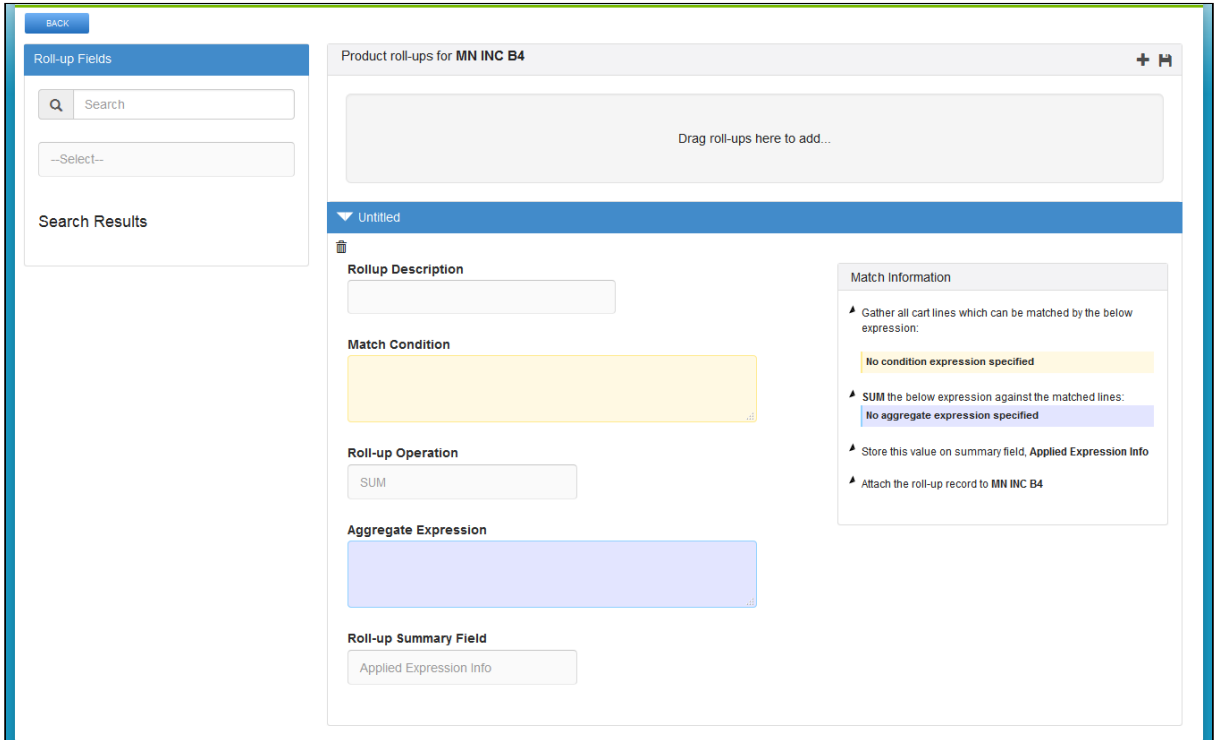 BACK
Roll-up Fields
Search
--Select--
Search Results
Product roll-ups for MN INC B4
Drag roll-ups here to add...
Untitled
Rollup Description
Match Condition
Roll-up Operation
SUM
Aggregate Expression
Roll-up Summary Field
Applied Expression Info
Match Information
Gather all cart lines which can be matched by the below
expression:
No condition expression specified
SUM the below expression against the matched lines:
No aggregate expression specified
Store this value on summary field, Applied Expression Info
Attach the roll-up record to MN INC B4